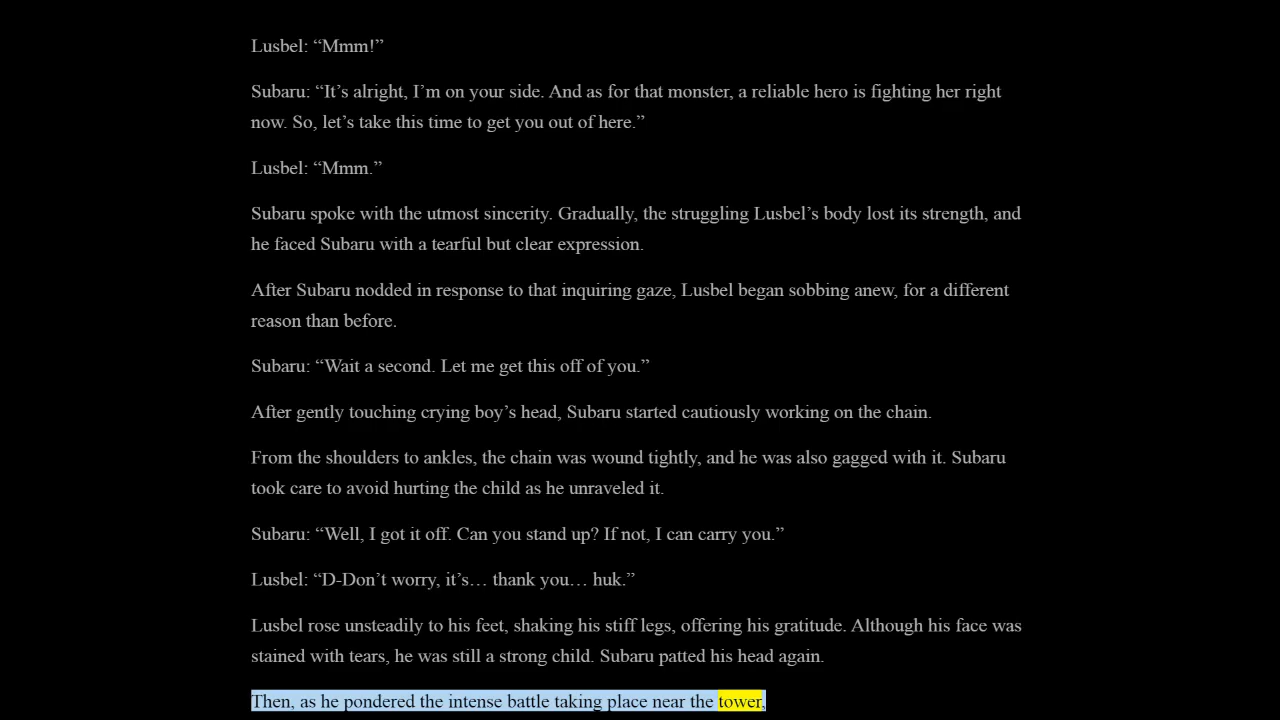 Lusbel: “Mmm!”
Subaru: “It’s alright, I’m on your side. And as for that monster, a reliable hero is fighting her right
now. So, let’s take this time to get you out of here.”
Lusbel: “Mmm.”
Subaru spoke with the utmost sincerity. Gradually, the struggling Lusbel’s body lost its strength, and
he faced Subaru with a tearful but clear expression.
After Subaru nodded in response to that inquiring gaze, Lusbel began sobbing anew, for a different
reason than before.
Subaru: “Wait a second. Let me get this off of you.”
After gently touching crying boy’s head, Subaru started cautiously working on the chain.
From the shoulders to ankles, the chain was wound tightly, and he was also gagged with it. Subaru
took care to avoid hurting the child as he unraveled it.
Subaru: “Well, I got it off. Can you stand up? If not, I can carry you.”
Lusbel: “D-Don’t worry, it’s… thank you… huk.”
Lusbel rose unsteadily to his feet, shaking his stiff legs, offering his gratitude. Although his face was
stained with tears, he was still a strong child. Subaru patted his head again.
Then, as he pondered the intense battle taking place near the tower,